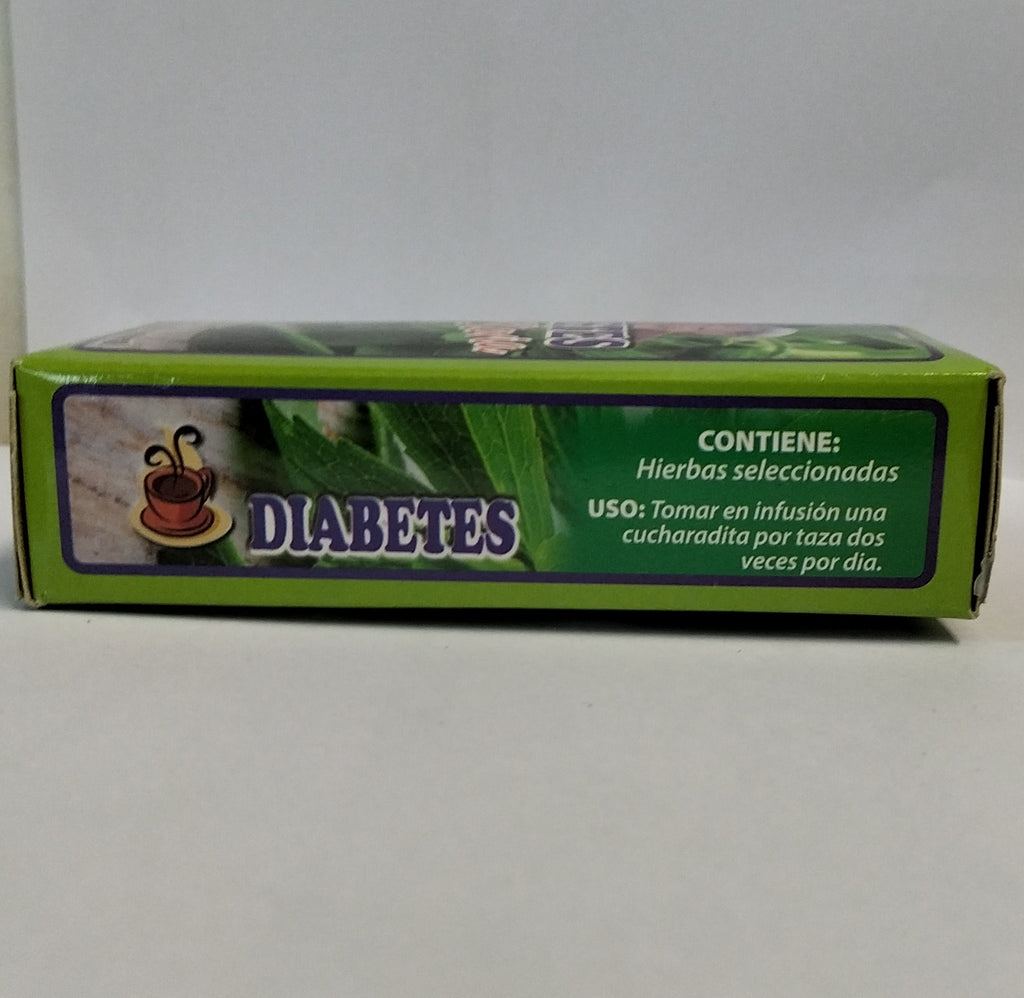 DIABETES
CONTIENE:
Hierbas seleccionadas
USO: Tomar en infusión una
cucharadita por taza dos
veces por dia.